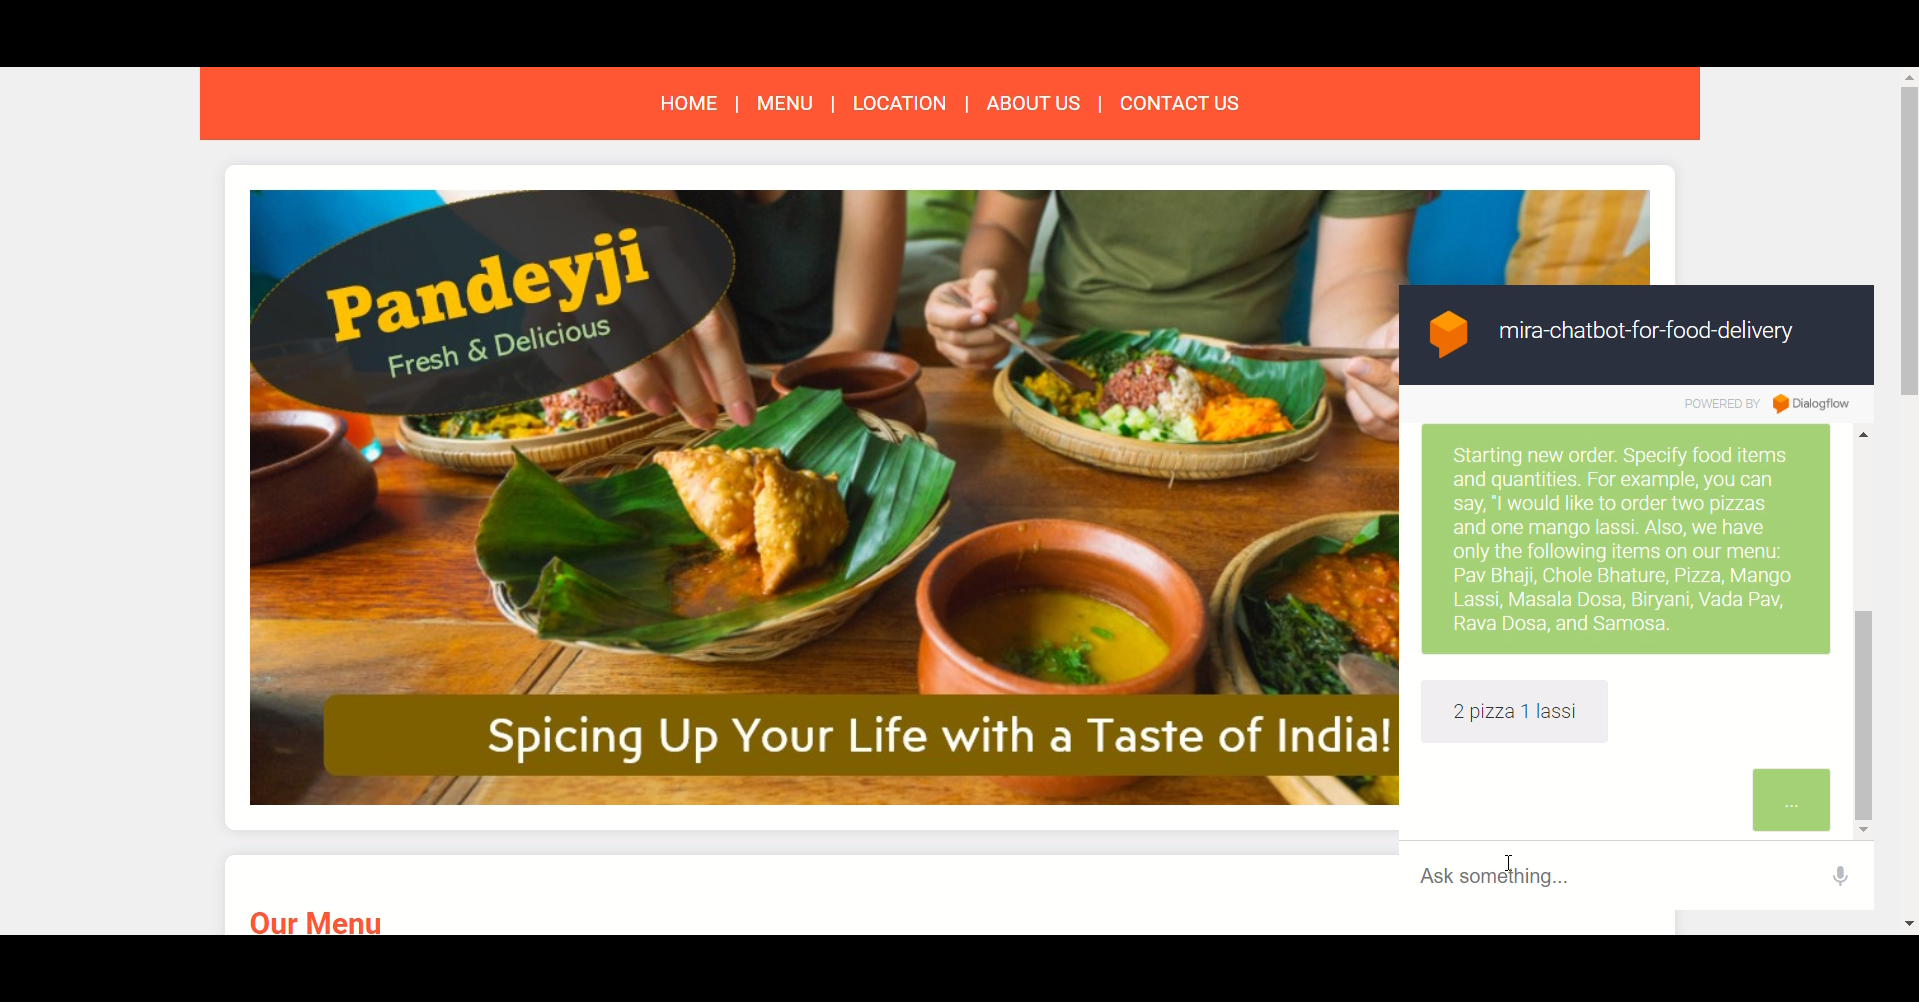 HOME | MENU | LOCATION | ABOUT US | CONTACT US
Pandeyji
Fresh & Delicious
Spicing Up Your Life with a Taste of India!
Our Menu
mira-chatbot-for-food-delivery
POWERED BY Dialogflow
Starting new order. Specify food items
and quantities. For example, you can
say, "I would like to order two pizzas
and one mango lassi. Also, we have
only the following items on our menu:
Pav Bhaji, Chole Bhature, Pizza, Mango
Lassi, Masala Dosa, Biryani, Vada Pav,
Rava Dosa, and Samosa.
2 pizza 1 lassi
...
Ask something...